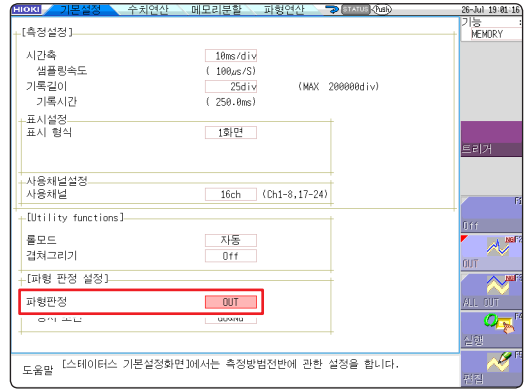 HIOKI 기본설정 수치연산 메모리분할 파형연산 STATUS Push 26-Jul 19:01:16
기능 :
MEMORY
[측정설정]
시간축 10ms/div
샘플링속도 ( 100㎲/S)
기록길이 25div (MAX 200000div)
기록시간 ( 250.0ms)
표시설정
표시 형식 1화면
트리거
사용채널설정
사용채널 16ch (Ch1-8,17-24)
F1
Off
[Utility functions]
롤모드 자동
겹쳐그리기 Off
NG F2
OUT
[파형 판정 설정]
파형판정 OUT
ALL OUT
실행
도움말 [스테이터스 기본설정화면]에서는 측정방법전반에 관한 설정을 합니다.
편집